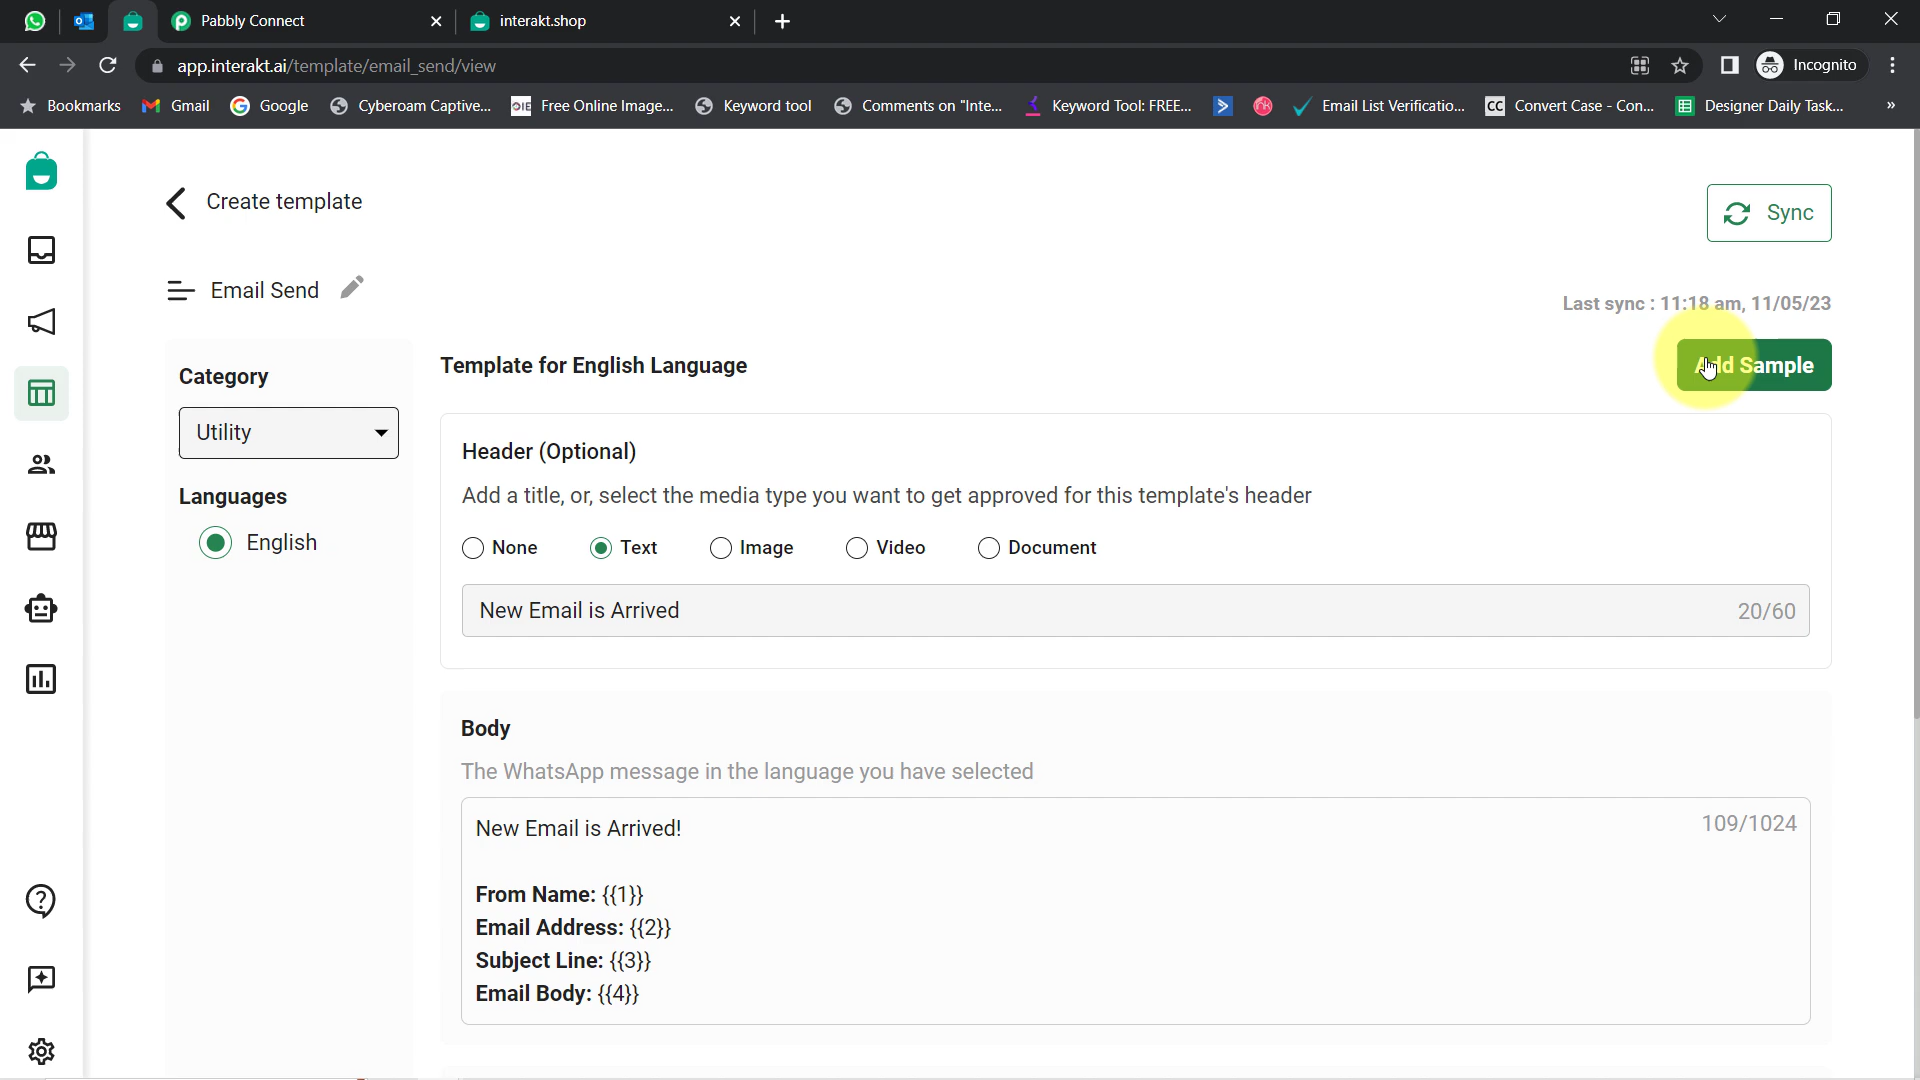 Pabbly Connect
interakt.shop
app.interakt.ai/template/email_send/view
Incognito
Bookmarks
Gmail
Google
Cyberoam Captive...
OIE
Free Online Image...
Keyword tool
Comments on "Inte...
Keyword Tool: FREE...
Email List Verificatio...
CC
Convert Case - Con...
Designer Daily Task...
»
Create template
Sync
Email Send
Last sync : 11:18 am, 11/05/23
Category
Template for English Language
Add Sample
Utility
Header (Optional)
Languages
Add a title, or, select the media type you want to get approved for this template's header
English
None
Text
Image
Video
Document
New Email is Arrived
20/60
Body
The WhatsApp message in the language you have selected
New Email is Arrived!
109/1024
From Name: {{1}}
Email Address: {{2}}
Subject Line: {{3}}
Email Body: {{4}}